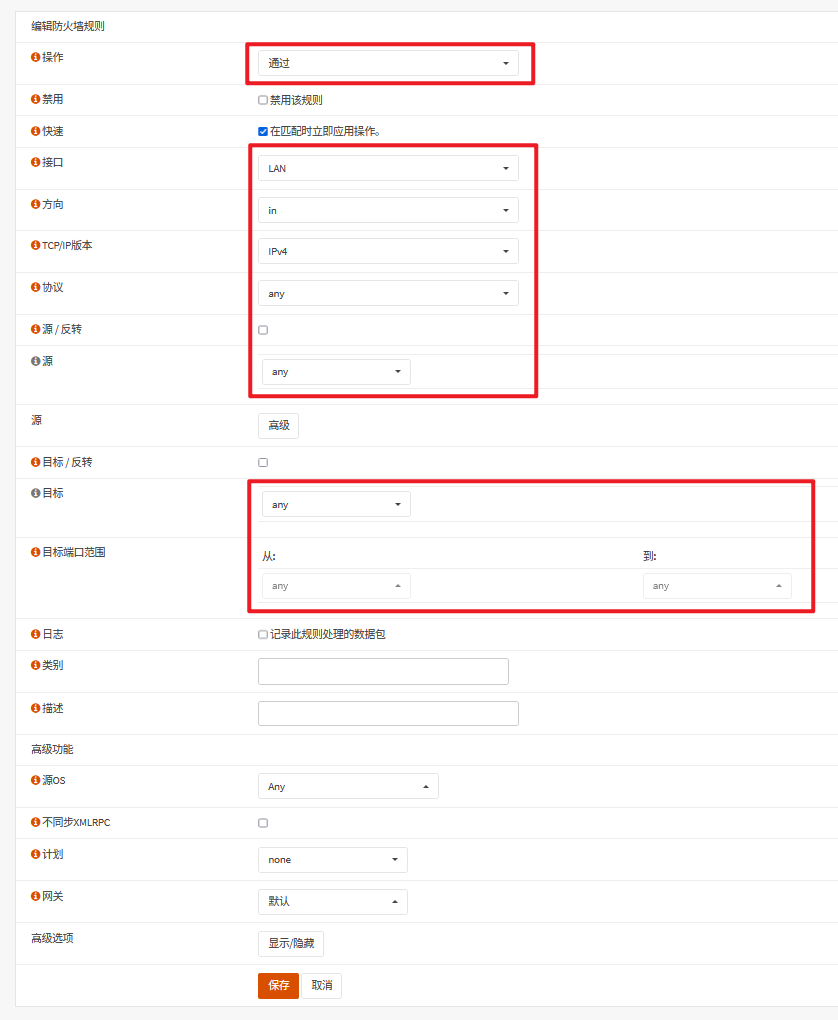 编辑防火墙规则
操作
通过
禁用
禁用该规则
快速
在匹配时立即应用操作。
接口
LAN
方向
in
TCP/IP版本
IPv4
协议
any
源 / 反转
源
any
源
高级
目标 / 反转
目标
any
目标端口范围
从: 到:
any any
日志
记录此规则处理的数据包
类别
描述
高级功能
源OS
Any
不同步XMLRPC
计划
none
网关
默认
高级选项
显示/隐藏
保存 取消